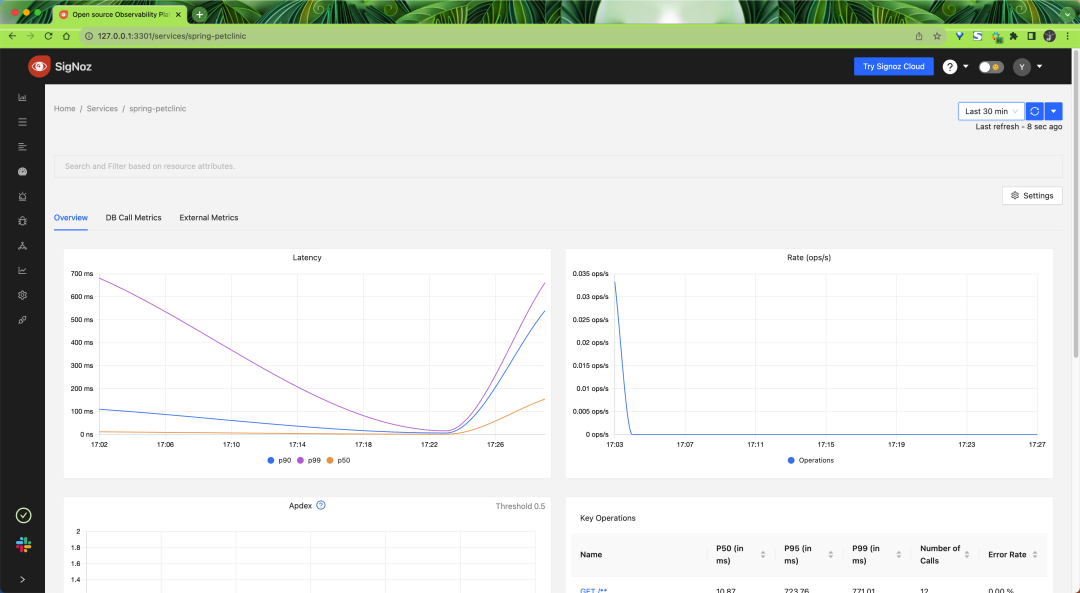 Open source Observability Pla
127.0.0.1:3301/services/spring-petclinic
SigNoz
Try Signoz Cloud
?
Y
Home / Services / spring-petclinic
Last 30 min
Last refresh - 8 sec ago
Search and Filter based on resource attributes.
Settings
Overview DB Call Metrics External Metrics
Latency
700 ms
600 ms
500 ms
400 ms
300 ms
200 ms
100 ms
0 ns
17:02 17:06 17:10 17:14 17:18 17:22 17:26
p90 p99 p50
Rate (ops/s)
0.035 ops/s
0.03 ops/s
0.025 ops/s
0.02 ops/s
0.015 ops/s
0.01 ops/s
0.005 ops/s
0 ops/s
17:03 17:07 17:11 17:15 17:19 17:23 17:27
Operations
Apdex
Threshold 0.5
2
1.8
1.6
1.4
Key Operations
Name P50 (in ms) P95 (in ms) P99 (in ms) Number of Calls Error Rate
GET /** 10.87 723.76 771.01 12 0.00 %